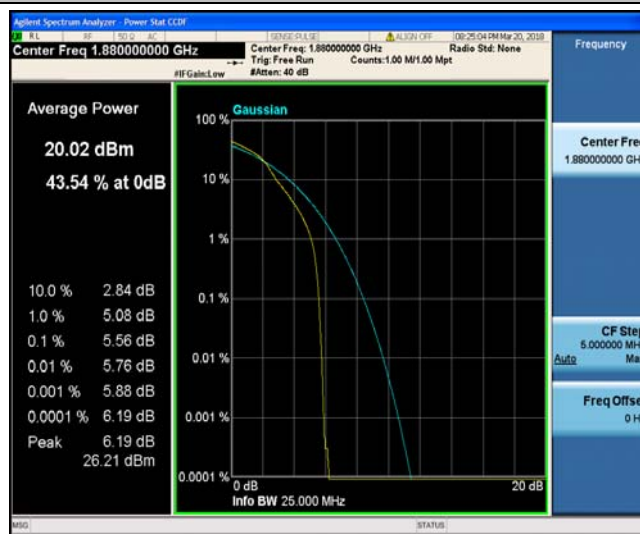 Agilent Spectrum Analyzer - Power Stat CCDF
RL RF 50 Ω AC SENSE:PULSE ALIGN OFF 08:25:04 PM Mar 20, 2018
Center Freq 1.880000000 GHz
Center Freq: 1.880000000 GHz Radio Std: None
Trig: Free Run Counts:1.00 M/1.00 Mpt
#IFGain:Low #Atten: 40 dB
Frequency
Average Power
20.02 dBm
43.54 % at 0dB
10.0 % 2.84 dB
1.0 % 5.08 dB
0.1 % 5.56 dB
0.01 % 5.76 dB
0.001 % 5.88 dB
0.0001 % 6.19 dB
Peak 6.19 dB
26.21 dBm
Gaussian
100 %
10 %
1 %
0.1 %
0.01 %
0.001 %
0.0001 %
0 dB 20 dB
Info BW 25.000 MHz
Center Fre
1.880000000 GH
CF Ste
5.000000 MH
Auto Ma
Freq Offse
0 H
MSG STATUS